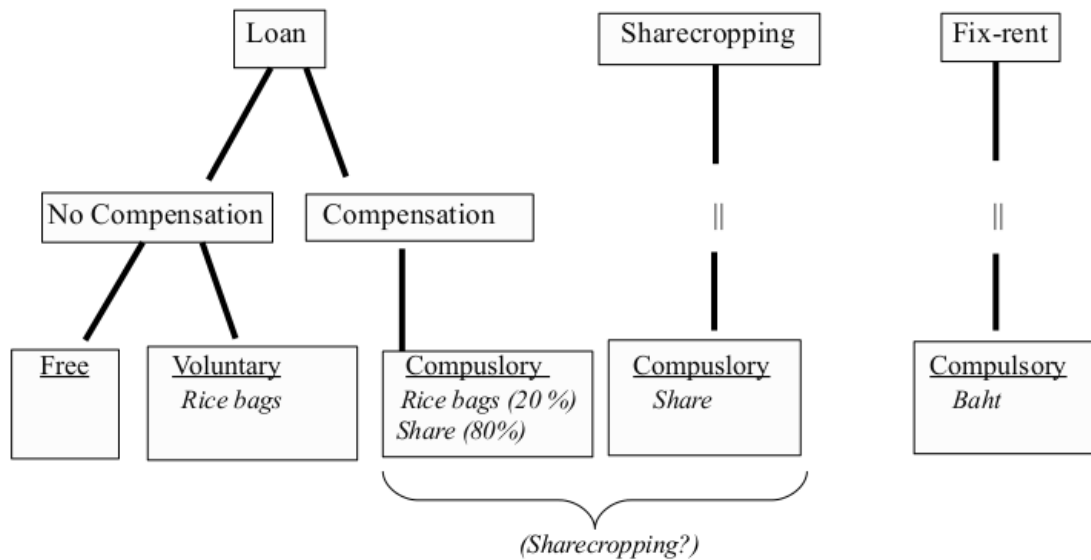 Loan
Sharecropping
Fix-rent
No Compensation
Compensation
||
||
Free
Voluntary
Rice bags
Compuslory
Rice bags (20 %)
Share (80%)
Compuslory
Share
Compulsory
Baht
(Sharecropping?)